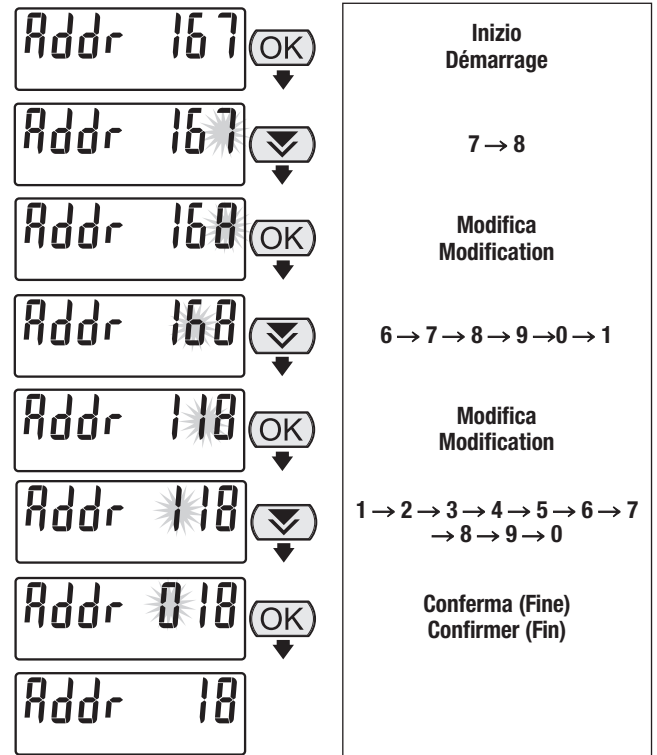 Addr 167
OK
Inizio
Démarrage
Addr 167
7 → 8
Addr 168
OK
Modifica
Modification
Addr 168
6 → 7 → 8 → 9 → 0 → 1
Addr 118
OK
Modifica
Modification
Addr 118
1 → 2 → 3 → 4 → 5 → 6 → 7
→ 8 → 9 → 0
Addr 018
OK
Conferma (Fine)
Confirmer (Fin)
Addr 18